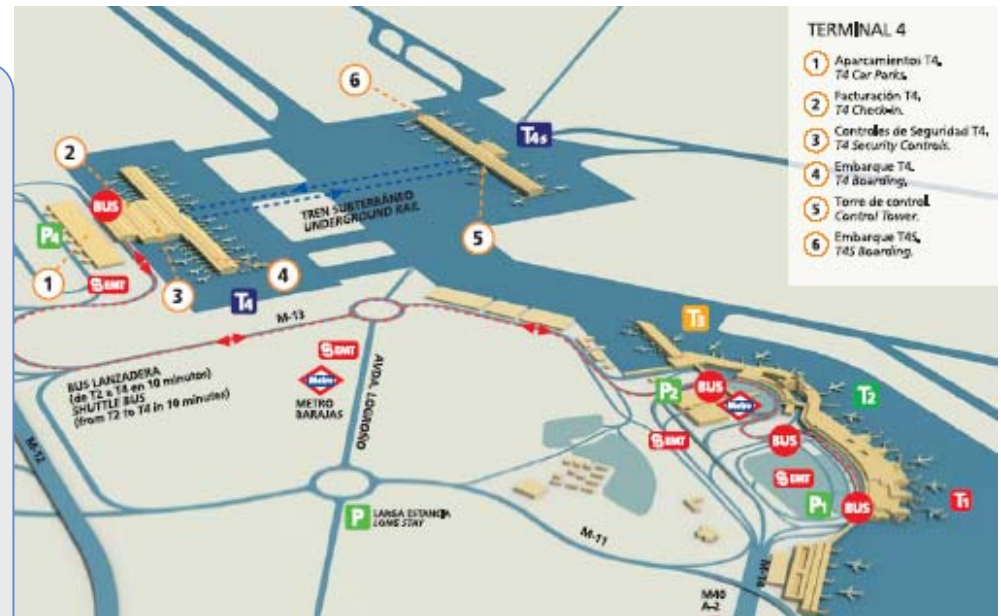 TERMINAL 4
1 Aparcamientos T4,
T4 Car Parks.
2 Facturación T4,
T4 Check-in.
3 Controles de Seguridad T4,
T4 Security Controls.
4 Embarque T4,
T4 Boarding.
5 Torre de control
Control Tower.
6 Embarque T4S,
T4S Boarding.
6
T4s
2
BUS
TREN SUBTERRÁNEO
UNDERGROUND RAIL
P4
5
1
EMT
3
4
T4
M-13
T3
BUS LANZADERA
(de T2 a T4 en 10 minutos)
SHUTTLE BUS
(from T2 to T4 in 10 minutos)
EMT
Metro
METRO
BARAJAS
AVDA. LOGROÑO
P2
BUS
Metro
T2
M-12
EMT
BUS
EMT
P
LARGA ESTANCIA
LONG STAY
P1
BUS
T1
M-11
M-14
M40
A-2